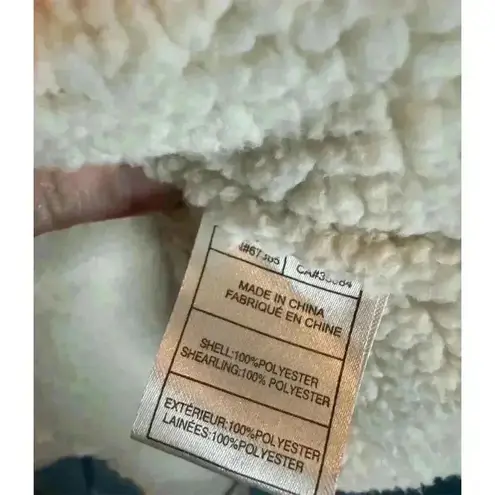 MADE IN CHINA
FABRIQUÉ EN CHINE
SHELL:100%POLYESTER
SHEARLING:100% POLYESTER
EXTÉRIEUR:100%POLYESTER
LAINÉES:100%POLYESTER